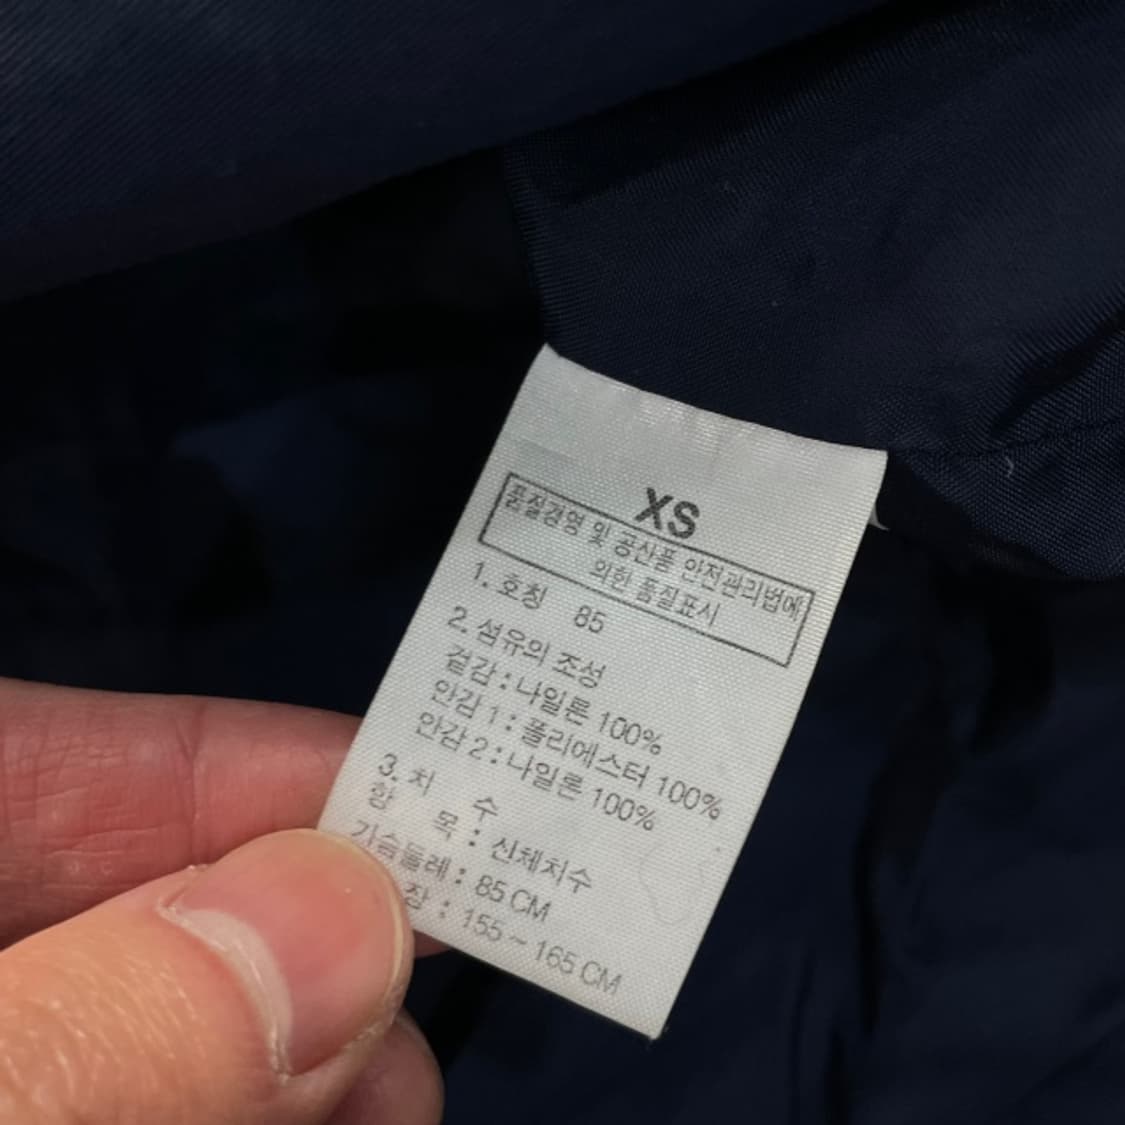 XS
품질경영 및 공산품 안전관리법에
의한 품질표시
1. 호칭 85
2. 섬유의 조성
겉감 : 나일론 100%
안감 1 : 폴리에스터 100%
안감 2 : 나일론 100%
3. 치 수
항 목 : 신체치수
가슴둘레 : 85 CM
장 : 155 ~ 165 CM